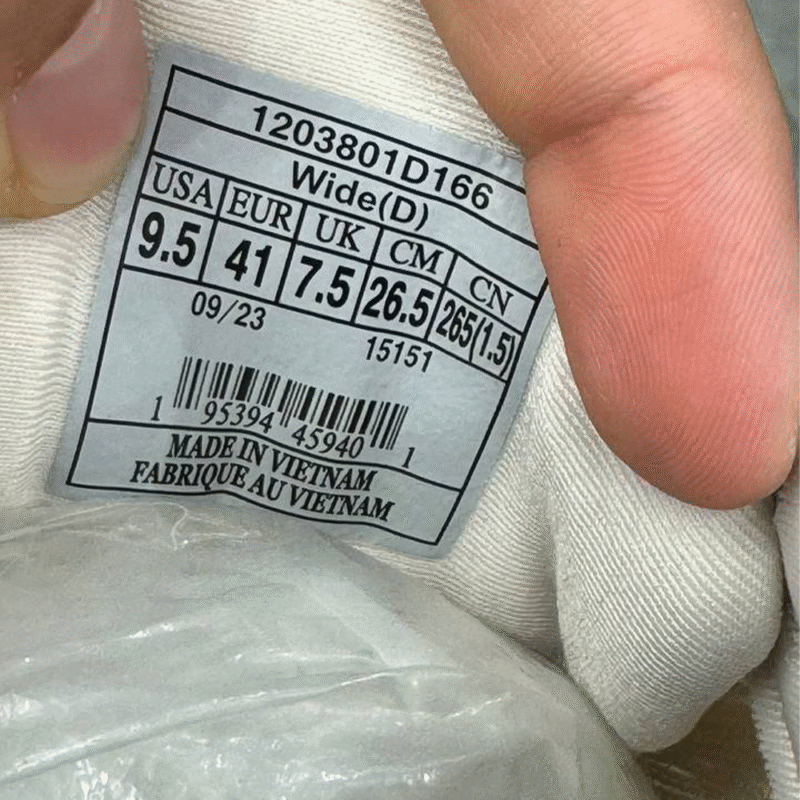 1203801D166
Wide(D)
USA EUR UK CM CN
9.5 41 7.5 26.5 265(1.5)
09/23
15151
1 95394 45940 1
MADE IN VIETNAM
FABRIQUE AU VIETNAM